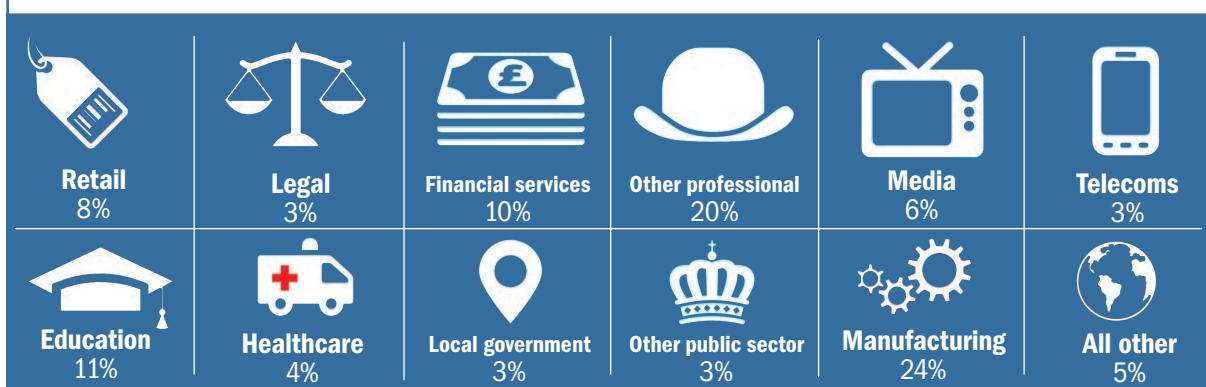 £
Retail
8%
Legal
3%
Financial services
10%
Other professional
20%
Media
6%
Telecoms
3%
Education
11%
Healthcare
4%
Local government
3%
Other public sector
3%
Manufacturing
24%
All other
5%